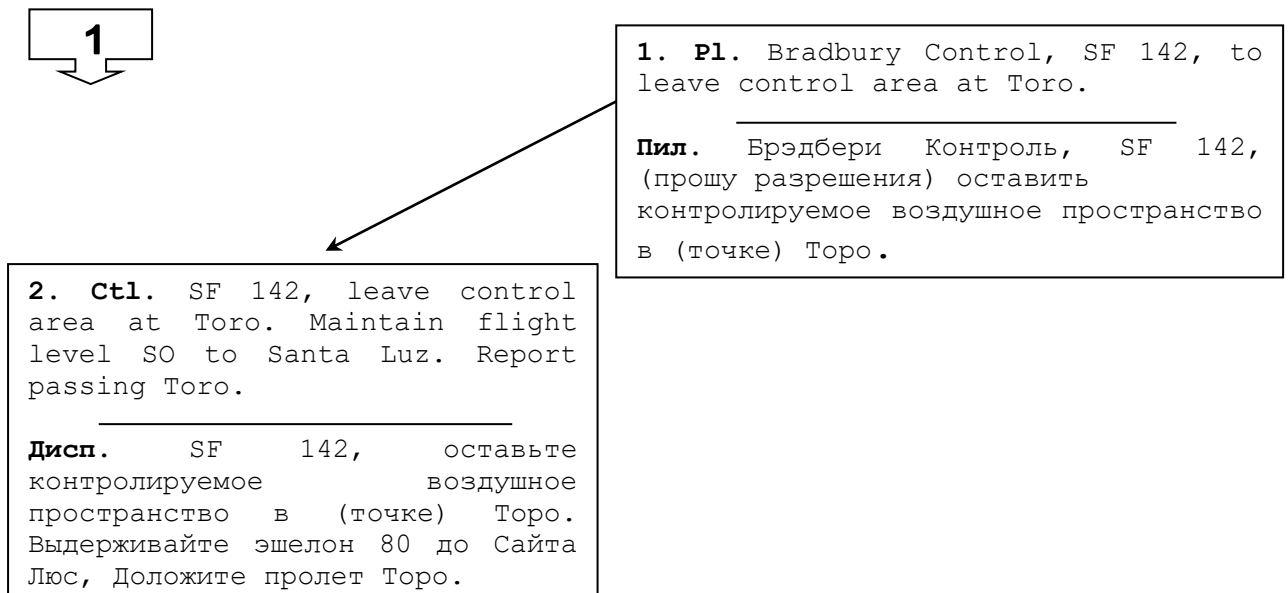 1
1. Pl. Bradbury Control, SF 142, to
leave control area at Toro.
Пил. Брэдбери Контроль, SF 142,
(прошу разрешения) оставить
контролируемое воздушное пространство
в (точке) Торо.
2. Ctl. SF 142, leave control
area at Toro. Maintain flight
level SO to Santa Luz. Report
passing Toro.
Дисп. SF 142, оставьте
контролируемое воздушное
пространство в (точке) Торо.
Выдерживайте эшелон 80 до Сайта
Люс, Доложите пролет Торо.